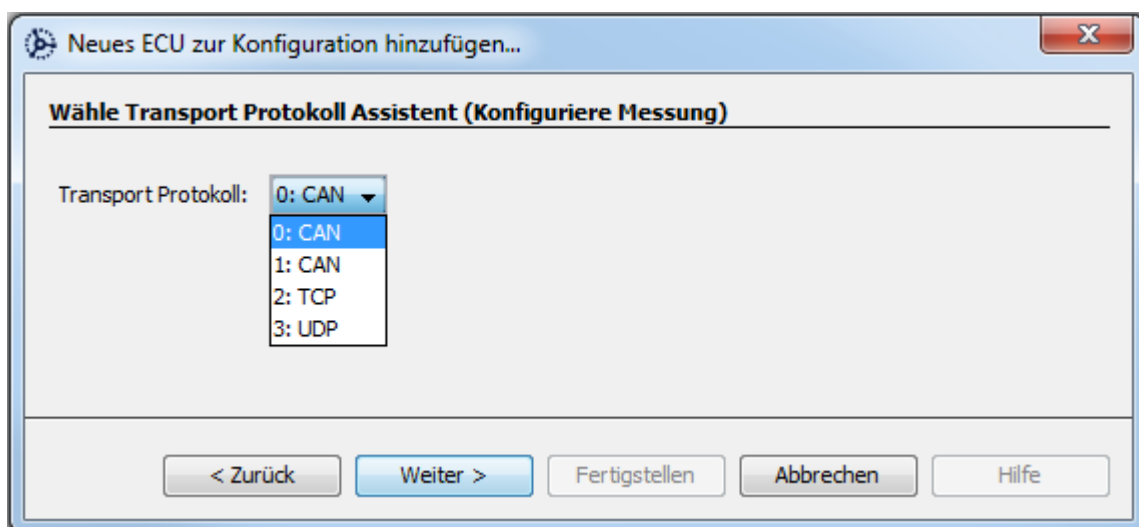 Neues ECU zur Konfiguration hinzufügen...
Wähle Transport Protokoll Assistent (Konfiguriere Messung)
Transport Protokoll: 0: CAN
0: CAN
1: CAN
2: TCP
3: UDP
< Zurück Weiter > Fertigstellen Abbrechen Hilfe